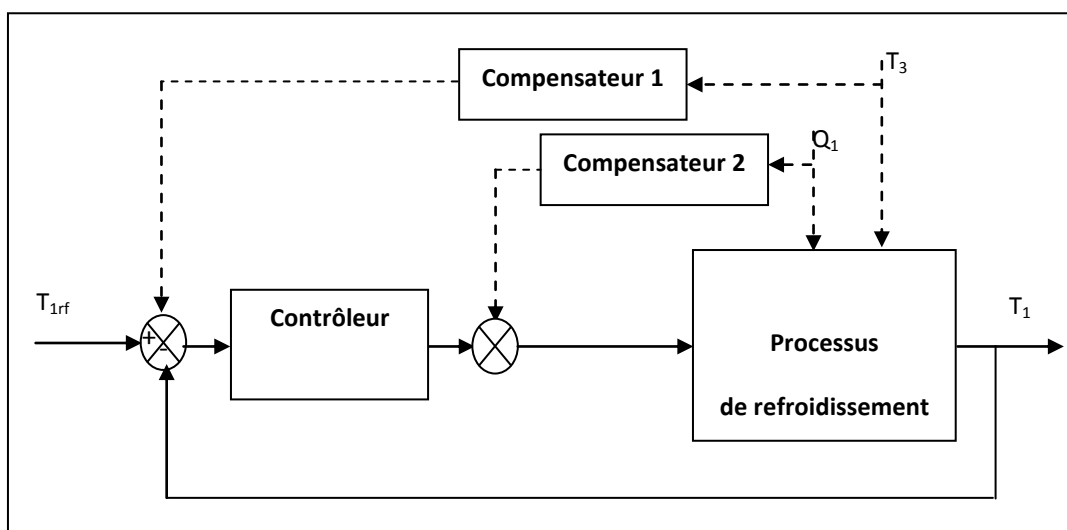 Compensateur 1
T3
Q1
Compensateur 2
T1rf
+
-
Contrôleur
Processus
de refroidissement
T1